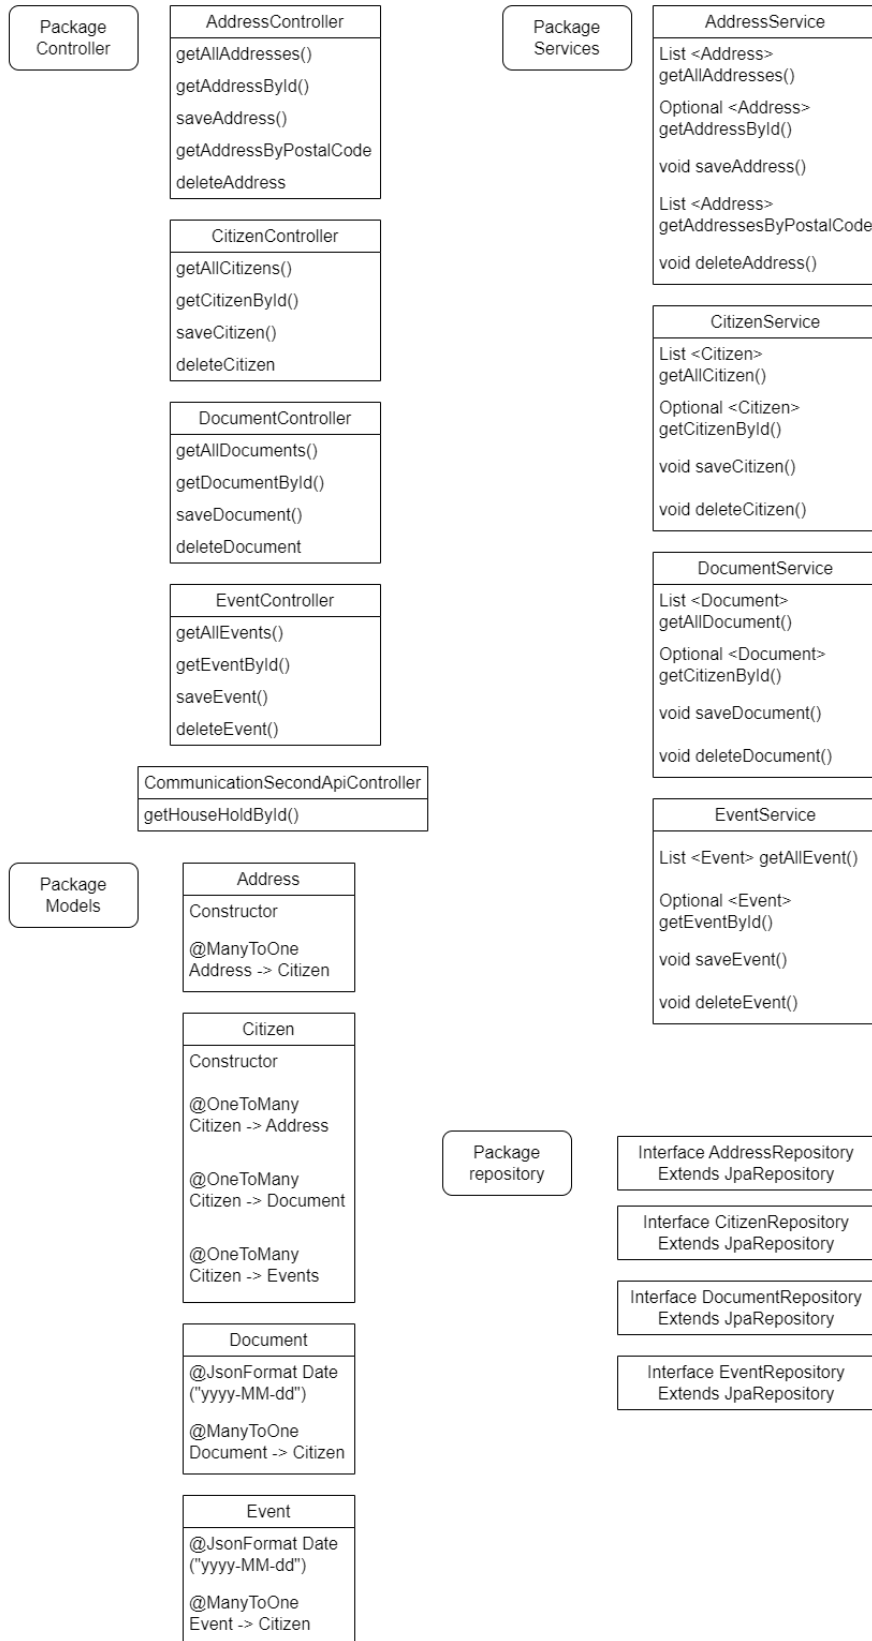 Package
Controller
AddressController
getAllAddresses()
getAddressById()
saveAddress()
getAddressByPostalCode
deleteAddress
CitizenController
getAllCitizens()
getCitizenById()
saveCitizen()
deleteCitizen
DocumentController
getAllDocuments()
getDocumentById()
saveDocument()
deleteDocument
EventController
getAllEvents()
getEventById()
saveEvent()
deleteEvent()
CommunicationSecondApiController
getHouseHoldById()
Package
Services
AddressService
List <Address>
getAllAddresses()
Optional <Address>
getAddressById()
void saveAddress()
List <Address>
getAddressesByPostalCode
void deleteAddress()
CitizenService
List <Citizen>
getAllCitizen()
Optional <Citizen>
getCitizenById()
void saveCitizen()
void deleteCitizen()
DocumentService
List <Document>
getAllDocument()
Optional <Document>
getCitizenById()
void saveDocument()
void deleteDocument()
EventService
List <Event> getAllEvent()
Optional <Event>
getEventById()
void saveEvent()
void deleteEvent()
Package
Models
Address
Constructor
@ManyToOne
Address -> Citizen
Citizen
Constructor
@OneToMany
Citizen -> Address
@OneToMany
Citizen -> Document
@OneToMany
Citizen -> Events
Document
@JsonFormat Date
("yyyy-MM-dd")
@ManyToOne
Document -> Citizen
Event
@JsonFormat Date
("yyyy-MM-dd")
@ManyToOne
Event -> Citizen
Package
repository
Interface AddressRepository
Extends JpaRepository
Interface CitizenRepository
Extends JpaRepository
Interface DocumentRepository
Extends JpaRepository
Interface EventRepository
Extends JpaRepository